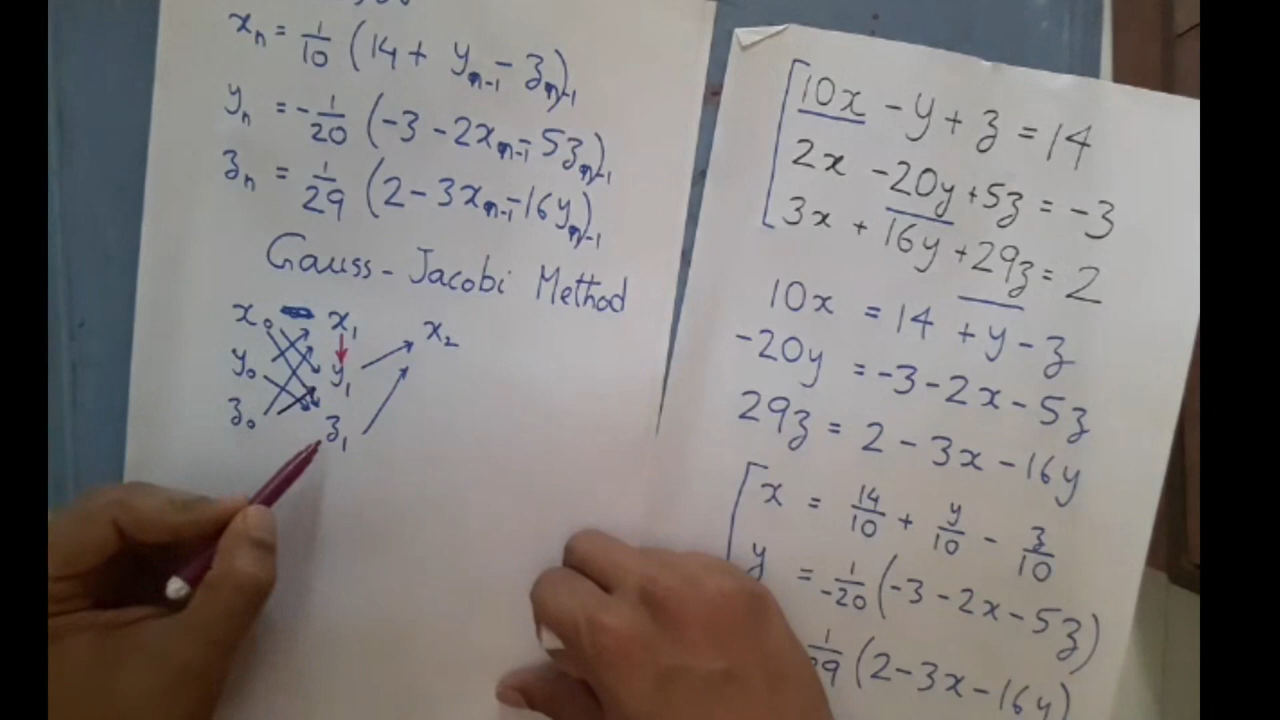 xₙ = 1/10 (14 + yₙ₋₁ - zₙ₋₁)
yₙ = -1/20 (-3 - 2xₙ₋₁ - 5zₙ₋₁)
zₙ = 1/29 (2 - 3xₙ₋₁ - 16yₙ₋₁)
Gauss-Jacobi Method
x₀ x₁ x₂
y₀ y₁
z₀ z₁
10x - y + z = 14
2x - 20y + 5z = -3
3x + 16y + 29z = 2
10x = 14 + y - z
-20y = -3 - 2x - 5z
29z = 2 - 3x - 16y
x = 14/10 + y/10 - z/10
y = 1/-20 (-3 - 2x - 5z)
1/29 (2 - 3x - 16y)